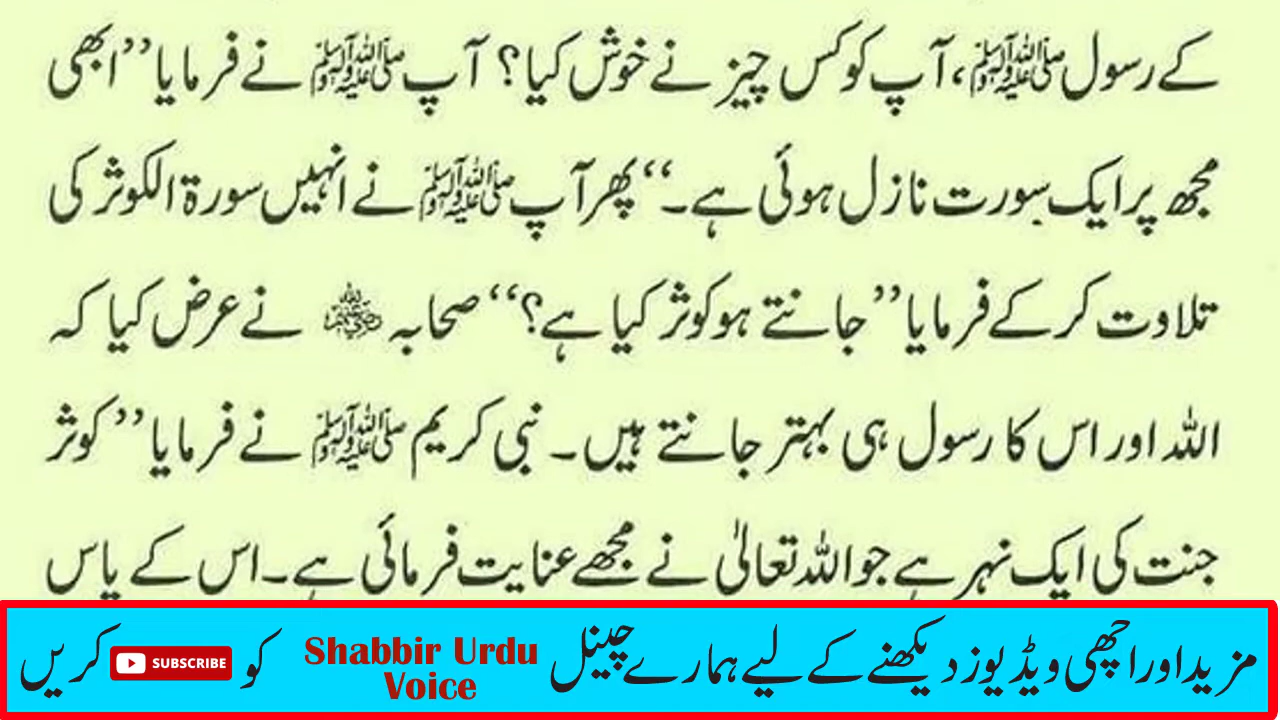 کے رسول ﷺ، آپ کو کس چیز نے خوش کیا؟ آپ ﷺ نے فرمایا ’’ابھی
مجھ پر ایک سورت نازل ہوئی ہے۔‘‘ پھر آپ ﷺ نے انہیں سورۃ الکوثر کی
تلاوت کر کے فرمایا ’’جانتے ہو کوثر کیا ہے؟‘‘ صحابہ رضی اللہ عنہم نے عرض کیا کہ
اللہ اور اس کا رسول ہی بہتر جانتے ہیں۔ نبی کریم ﷺ نے فرمایا ’’کوثر
جنت کی ایک نہر ہے جو اللہ تعالیٰ نے مجھے عنایت فرمائی ہے۔ اس کے پاس
مزید اور اچھی ویڈیوز دیکھنے کے لیے ہمارے چینل Shabbir Urdu Voice کو SUBSCRIBE کریں